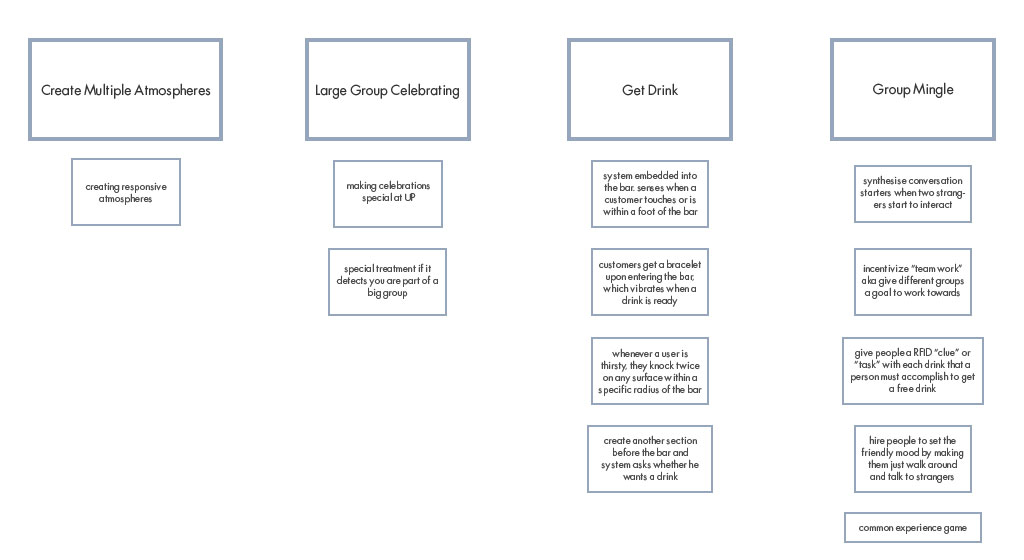 Create Multiple Atmospheres
creating responsive
atmospheres
Large Group Celebrating
making celebrations
special at UP
special treatment if it
detects you are part of a
big group
Get Drink
system embedded into
the bar. senses when a
customer touches or is
within a foot of the bar
customers get a bracelet
upon entering the bar,
which vibrates when a
drink is ready
whenever a user is
thirsty, they knock twice
on any surface within a
specific radius of the bar
create another section
before the bar and
system asks whether he
wants a drink
Group Mingle
synthesise conversation
starters when two strang-
ers start to interact
incentivize "team work"
aka give different groups
a goal to work towards
give people a RFID "clue" or
"task" with each drink that a
person must accomplish to get
a free drink
hire people to set the
friendly mood by making
them just walk around
and talk to strangers
common experience game